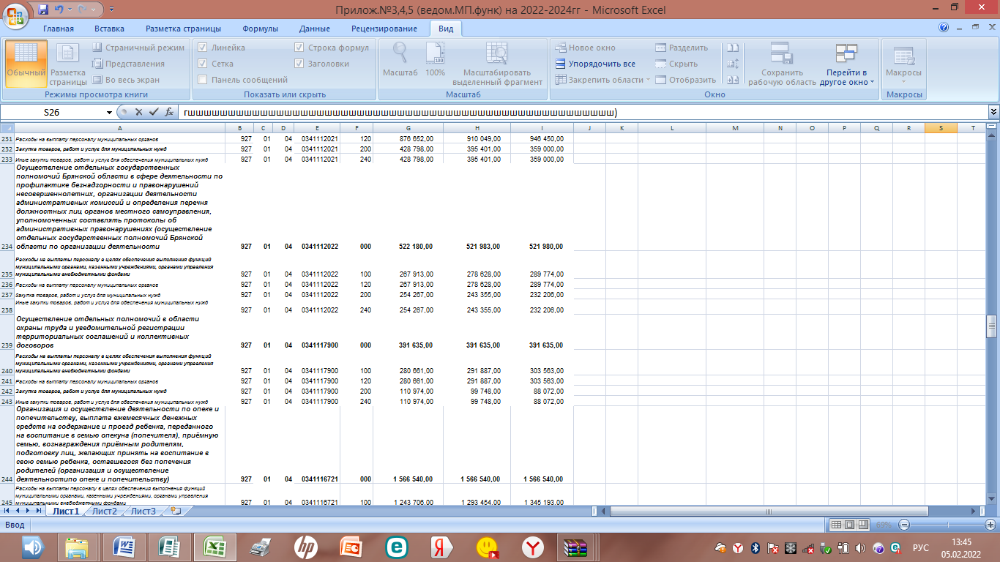 Прилож.№3,4,5 (ведом.МП.функ) на 2022-2024гг - Microsoft Excel
Главная Вставка Разметка страницы Формулы Данные Рецензирование Вид
Обычный Разметка страницы Страничный режим Представления Во весь экран
Режимы просмотра книги
Линейка Строка формул
Сетка Заголовки
Панель сообщений
Показать или скрыть
Масштаб 100% Масштабировать выделенный фрагмент
Масштаб
Новое окно Разделить
Упорядочить все Скрыть
Закрепить области Отобразить
Сохранить рабочую область Перейти в другое окно
Окно
Макросы
Макросы
S26
A B C D E F G H I J K L M N O P Q R S T
231 Расходы на выплату персоналу муниципальных органов 927 01 04 0341112021 120 876 652,00 910 049,00 946 450,00
232 Закупка товаров, работ и услуг для муниципальных нужд 927 01 04 0341112021 200 428 798,00 395 401,00 359 000,00
233 Иные закупки товаров, работ и услуг для обеспечения муниципальных нужд 927 01 04 0341112021 240 428 798,00 395 401,00 359 000,00
Осуществление отдельных государственных
полномочий Брянской области в сфере деятельности по
профилактике безнадзорности и правонарушений
несовершеннолетних, организации деятельности
административных комиссий и определения перечня
должностных лиц органов местного самоуправления,
уполномоченных составлять протоколы об
административных правонарушениях (осуществление
отдельных государственных полномочий Брянской
234 области по организации деятельности 927 01 04 0341112022 000 522 180,00 521 983,00 521 980,00
Расходы на выплаты персоналу в целях обеспечения выполнения функций
муниципальными органами, казенными учреждениями, органами управления
235 муниципальными внебюджетными фондами 927 01 04 0341112022 100 267 913,00 278 628,00 289 774,00
236 Расходы на выплату персоналу муниципальных органов 927 01 04 0341112022 120 267 913,00 278 628,00 289 774,00
237 Закупка товаров, работ и услуг для муниципальных нужд 927 01 04 0341112022 200 254 267,00 243 355,00 232 206,00
Иные закупки товаров, работ и услуг для обеспечения муниципальных нужд
238 927 01 04 0341112022 240 254 267,00 243 355,00 232 206,00
Осуществление отдельных полномочий в области
охраны труда и уведомительной регистрации
территориальных соглашений и коллективных
239 договоров 927 01 04 0341117900 000 391 635,00 391 635,00 391 635,00
Расходы на выплаты персоналу в целях обеспечения выполнения функций
муниципальными органами, казенными учреждениями, органами управления
240 муниципальными внебюджетными фондами 927 01 04 0341117900 100 280 661,00 291 887,00 303 563,00
241 Расходы на выплату персоналу муниципальных органов 927 01 04 0341117900 120 280 661,00 291 887,00 303 563,00
242 Закупка товаров, работ и услуг для муниципальных нужд 927 01 04 0341117900 200 110 974,00 99 748,00 88 072,00
243 Иные закупки товаров, работ и услуг для обеспечения муниципальных нужд 927 01 04 0341117900 240 110 974,00 99 748,00 88 072,00
Организация и осуществление деятельности по опеке и
попечительству, выплата ежемесячных денежных
средств на содержание и проезд ребенка, переданного
на воспитание в семью опекуна (попечителя), приёмную
семью, вознаграждения приёмным родителям,
подготовку лиц, желающих принять на воспитание в
свою семью ребенка, оставшегося без попечения
родителей (организация и осуществление
244 деятельностипо опеке и попечительству) 927 01 04 0341116721 000 1 566 540,00 1 566 540,00 1 566 540,00
Расходы на выплаты персоналу в целях обеспечения выполнения функций
муниципальными органами, казенными учреждениями, органами управления
245 муниципальными внебюджетными фондами 927 01 04 0341116721 100 1 243 706,00 1 293 454,00 1 345 193,00
Лист1 Лист2 Лист3
Ввод 69%
РУС 13:45
05.02.2022